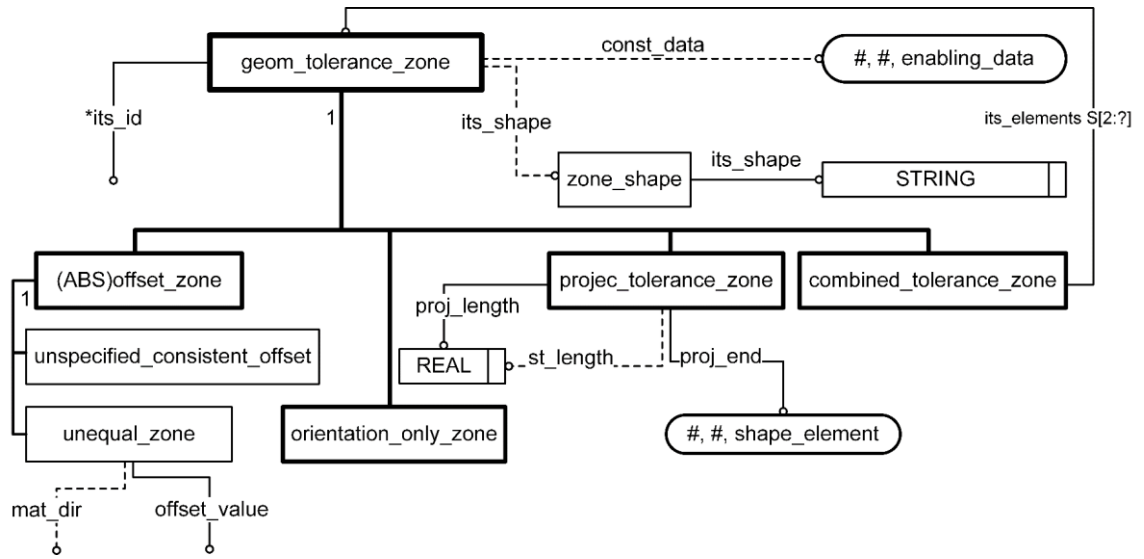 const_data
geom_tolerance_zone
#, #, enabling_data
*its_id
1
its_shape
its_elements S[2:?]
its_shape
zone_shape
STRING
(ABS)offset_zone
projec_tolerance_zone
combined_tolerance_zone
1
proj_length
unspecified_consistent_offset
REAL
st_length
proj_end
unequal_zone
orientation_only_zone
#, #, shape_element
mat_dir
offset_value